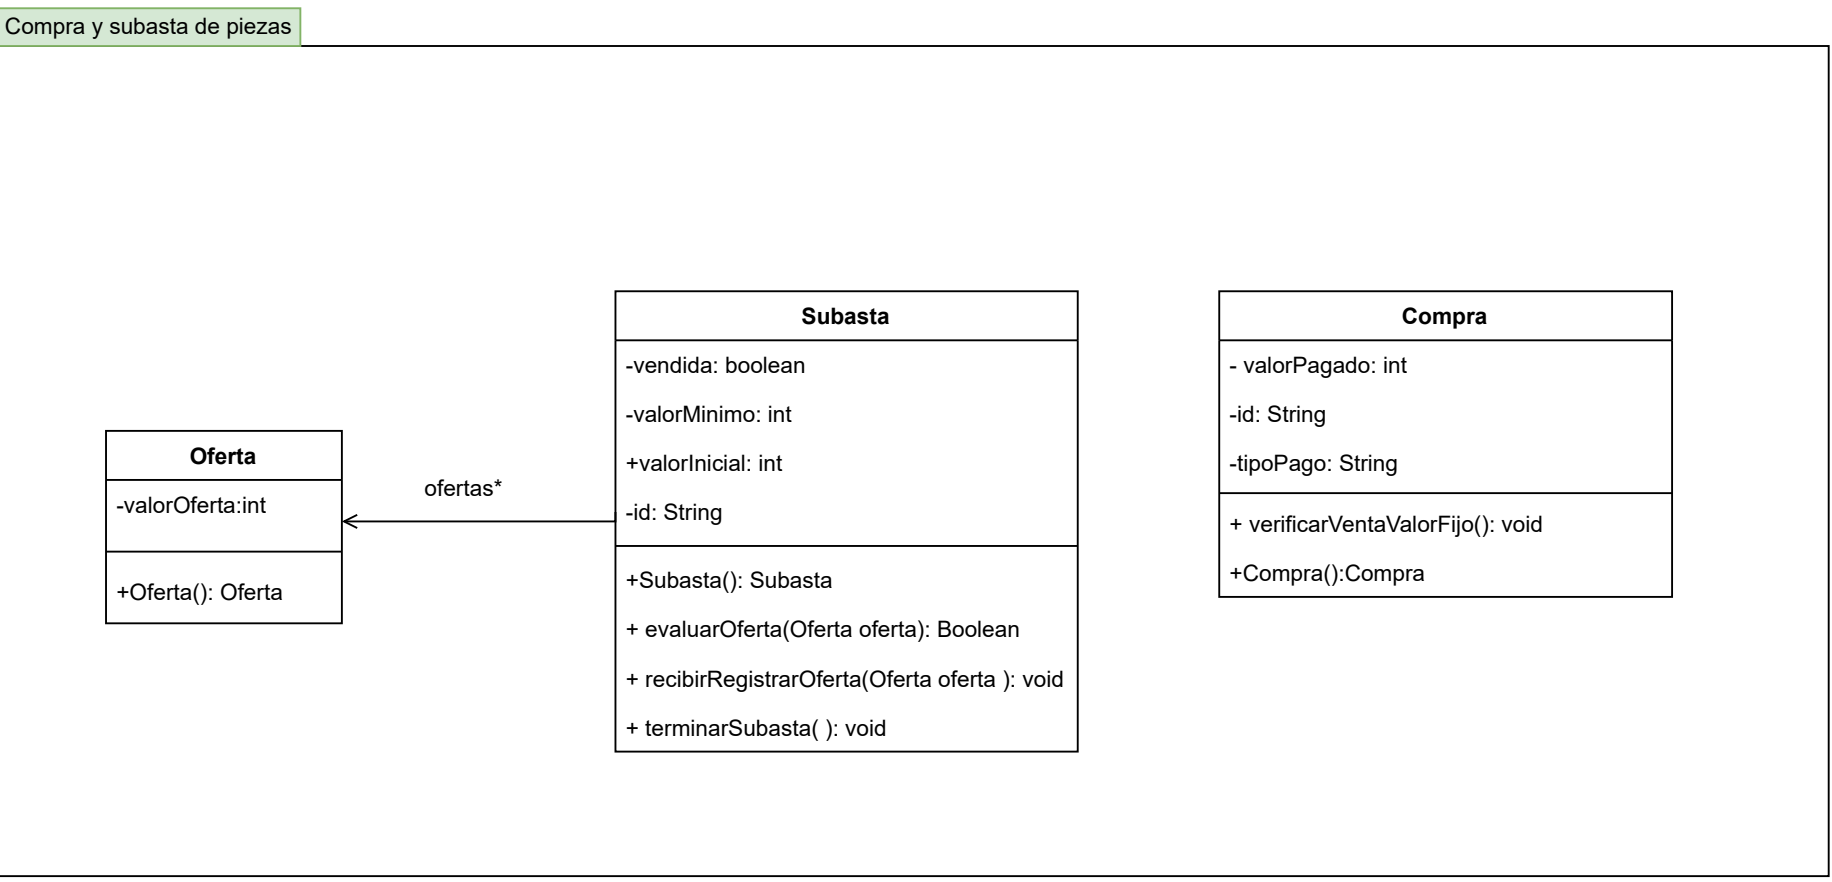 Compra y subasta de piezas
Oferta
-valorOferta:int
+Oferta(): Oferta
ofertas*
Subasta
-vendida: boolean
-valorMinimo: int
+valorInicial: int
-id: String
+Subasta(): Subasta
+ evaluarOferta(Oferta oferta): Boolean
+ recibirRegistrarOferta(Oferta oferta ): void
+ terminarSubasta( ): void
Compra
- valorPagado: int
-id: String
-tipoPago: String
+ verificarVentaValorFijo(): void
+Compra():Compra